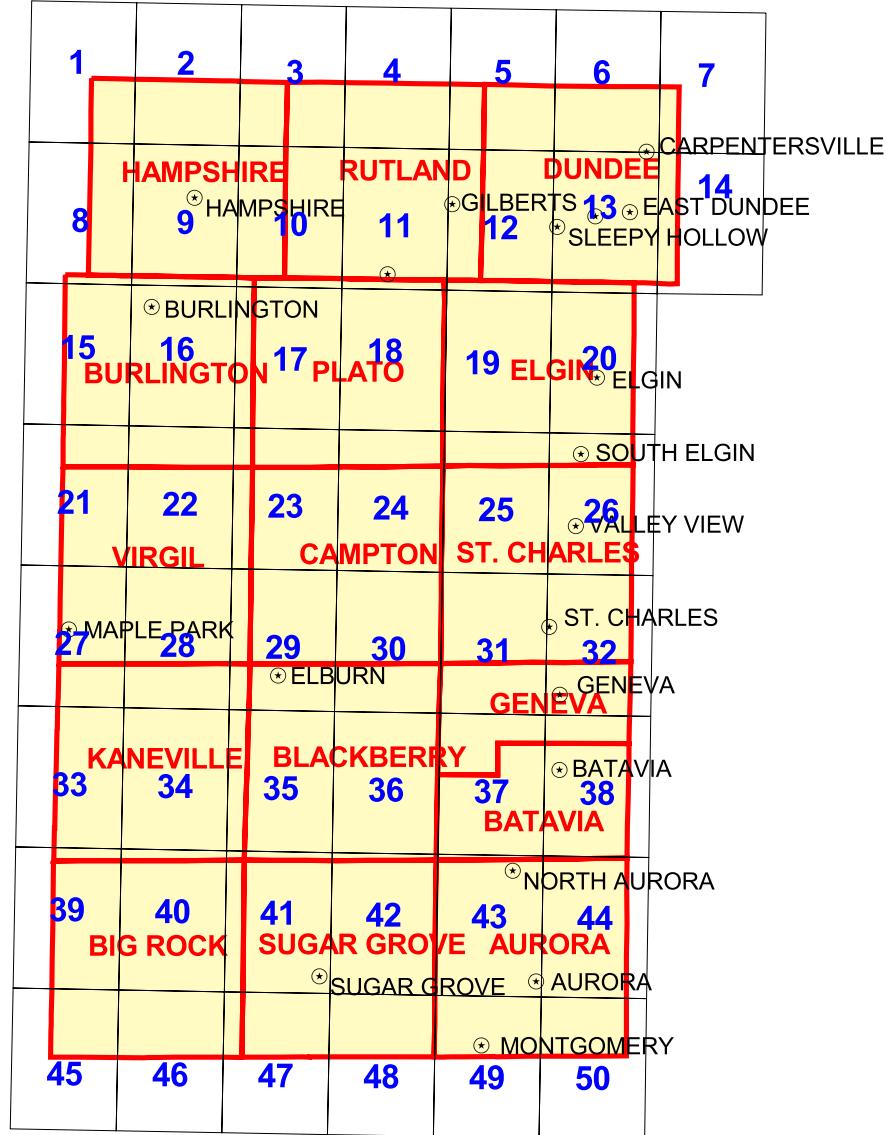 1 2 3 4 5 6 7
CARPENTERSVILLE
HAMPSHIRE RUTLAND DUNDEE
14
HAMPSHIRE GILBERTS 13 EAST DUNDEE
8 9 10 11 12 SLEEPY HOLLOW
BURLINGTON
15 16 17 18 19 20
BURLINGTON PLATO ELGIN ELGIN
SOUTH ELGIN
21 22 23 24 25 26 VALLEY VIEW
VIRGIL CAMPTON ST. CHARLES
MAPLE PARK ST. CHARLES
27 28 29 30 31 32
ELBURN GENEVA
GENEVA
KANEVILLE BLACKBERRY BATAVIA
33 34 35 36 37 38
BATAVIA
NORTH AURORA
39 40 41 42 43 44
BIG ROCK SUGAR GROVE AURORA
SUGAR GROVE AURORA
MONTGOMERY
45 46 47 48 49 50